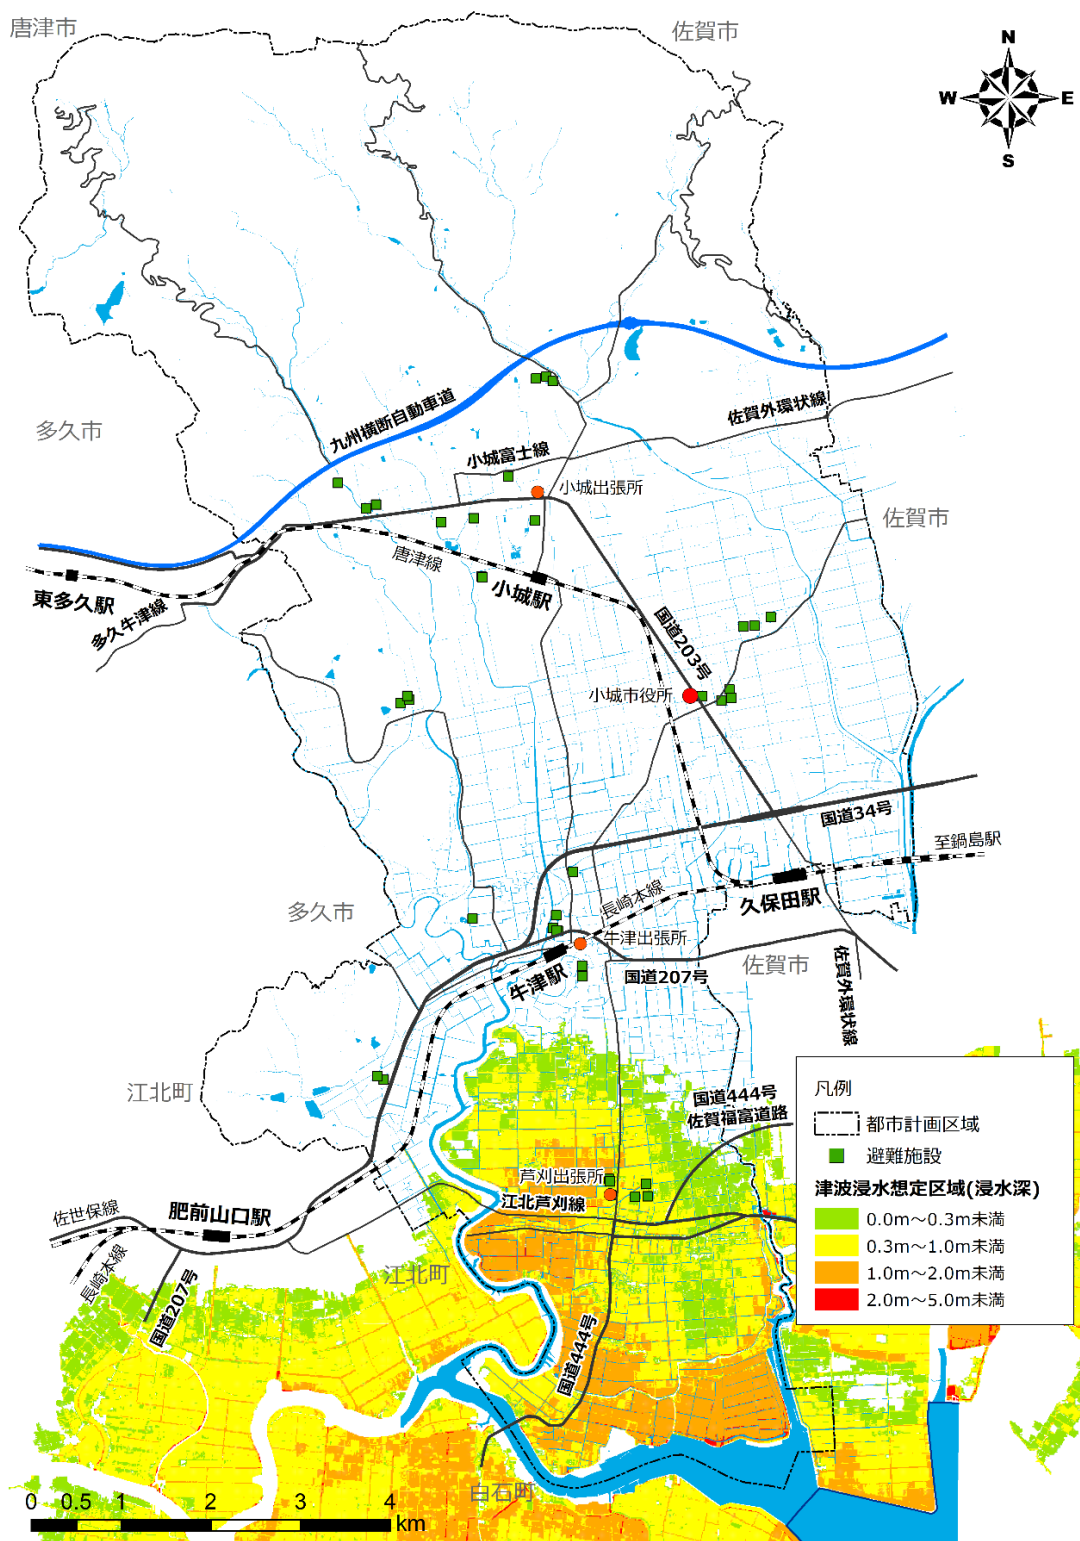 唐津市
佐賀市
N
W
E
S
多久市
九州横断自動車道
佐賀外環状線
小城富士線
小城出張所
佐賀市
唐津線
小城駅
東多久駅
多久牛津線
国道203号
小城市役所
国道34号
至鍋島駅
久保田駅
長崎本線
多久市
牛津出張所
牛津駅
国道207号
佐賀市
佐賀外環状線
江北町
国道444号
佐賀福富道路
芦刈出張所
江北芦刈線
佐世保線
肥前山口駅
長崎本線
国道207号
江北町
国道444号
白石町
凡例
都市計画区域
避難施設
津波浸水想定区域(浸水深)
0.0m～0.3m未満
0.3m～1.0m未満
1.0m～2.0m未満
2.0m～5.0m未満
0 0.5 1 2 3 4
km